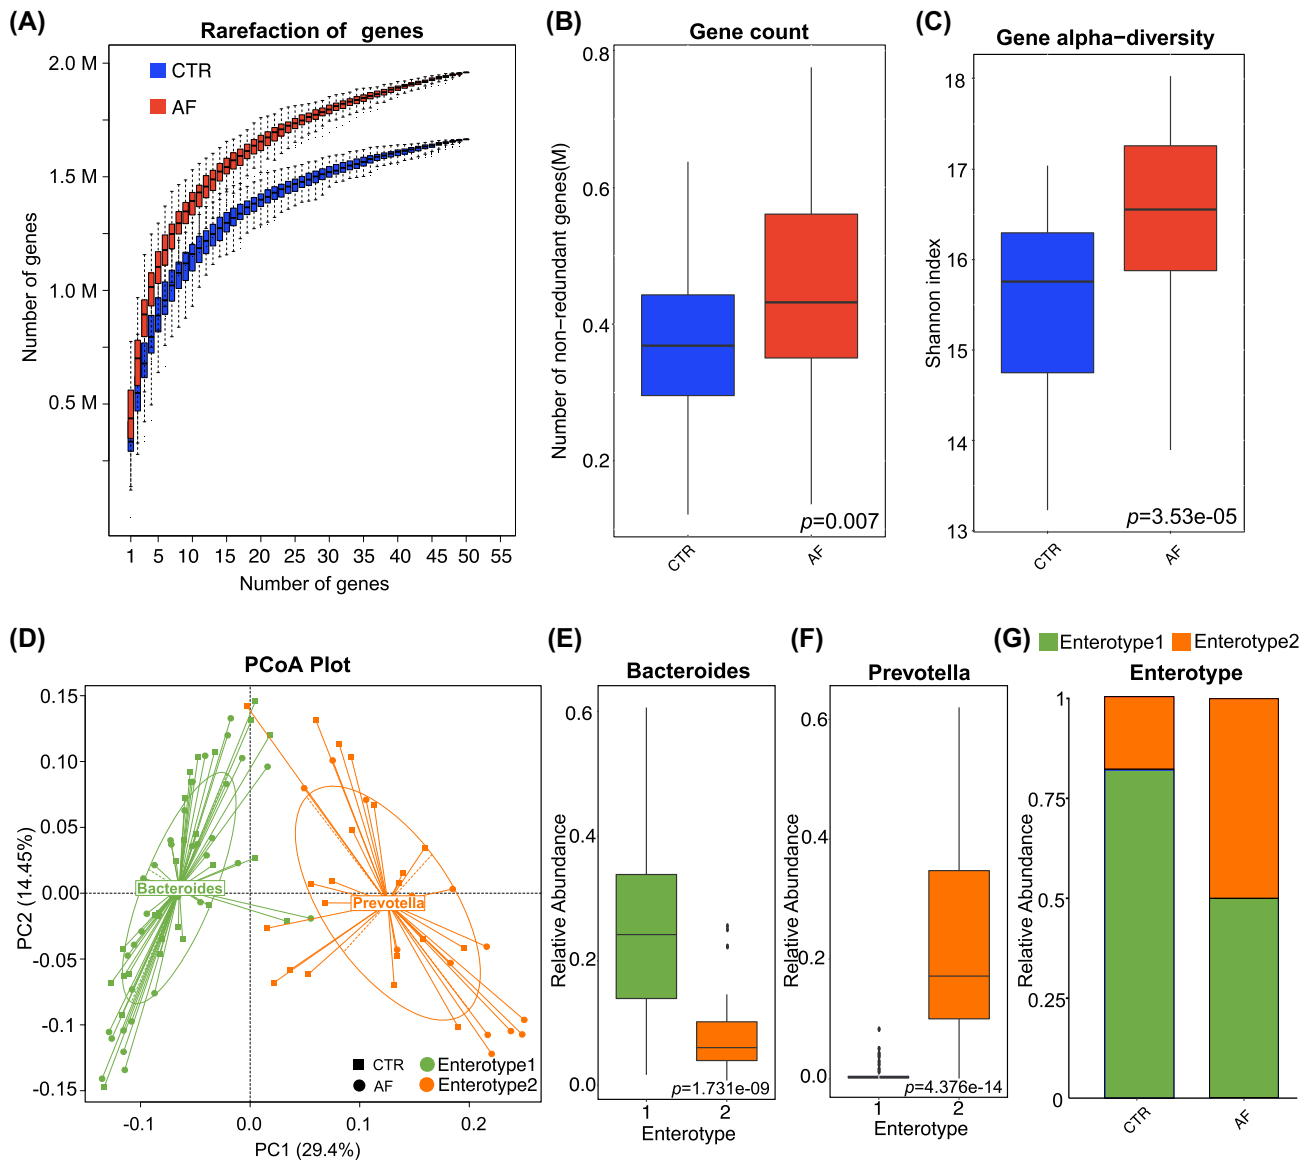 (A)
Rarefaction of genes
CTR
AF
2.0 M
1.5 M
1.0 M
0.5 M
Number of genes
1 5 10 15 20 25 30 35 40 45 50 55
Number of genes
(B)
Gene count
0.8
0.6
0.4
0.2
Number of non-redundant genes(M)
p=0.007
CTR AF
(C)
Gene alpha-diversity
18
17
16
15
14
13
Shannon index
p=3.53e-05
CTR AF
(D)
PCoA Plot
0.15
0.10
0.05
0.00
-0.05
-0.1
-0.15
PC2 (14.45%)
Bacteroides
Prevotella
CTR
AF
Enterotype1
Enterotype2
-0.1 0.0 0.1 0.2
PC1 (29.4%)
(E)
Bacteroides
0.6
0.4
0.2
0.0
Relative Abundance
p=1.731e-09
1 2
Enterotype
(F)
Prevotella
0.6
0.4
0.2
0.0
Relative Abundance
p=4.376e-14
1 2
Enterotype
(G)
Enterotype1 Enterotype2
Enterotype
1
0.75
0.5
0.25
0
Relative Abundance
CTR AF